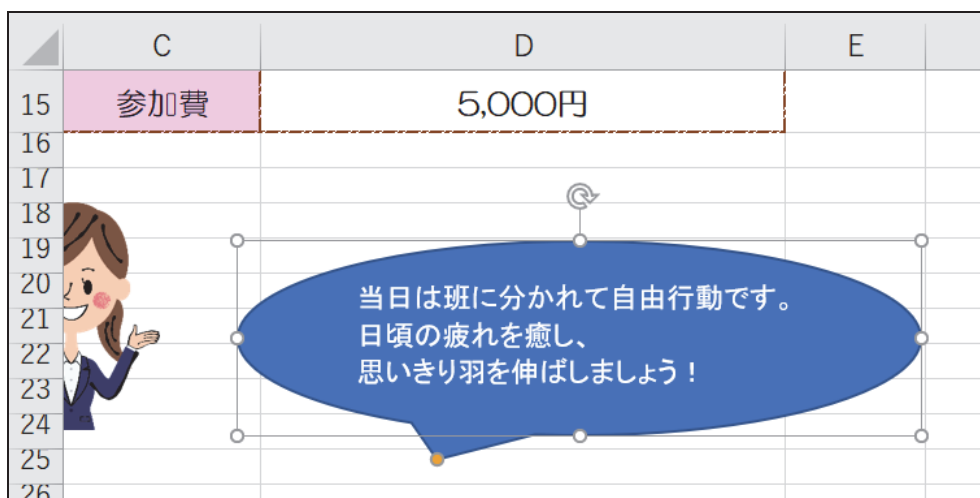 C D E
15 参加費 5,000円
16
17
18
19
20
21
22
23
24
25
26
当日は班に分かれて自由行動です。
日頃の疲れを癒し、
思いきり羽を伸ばしましょう！